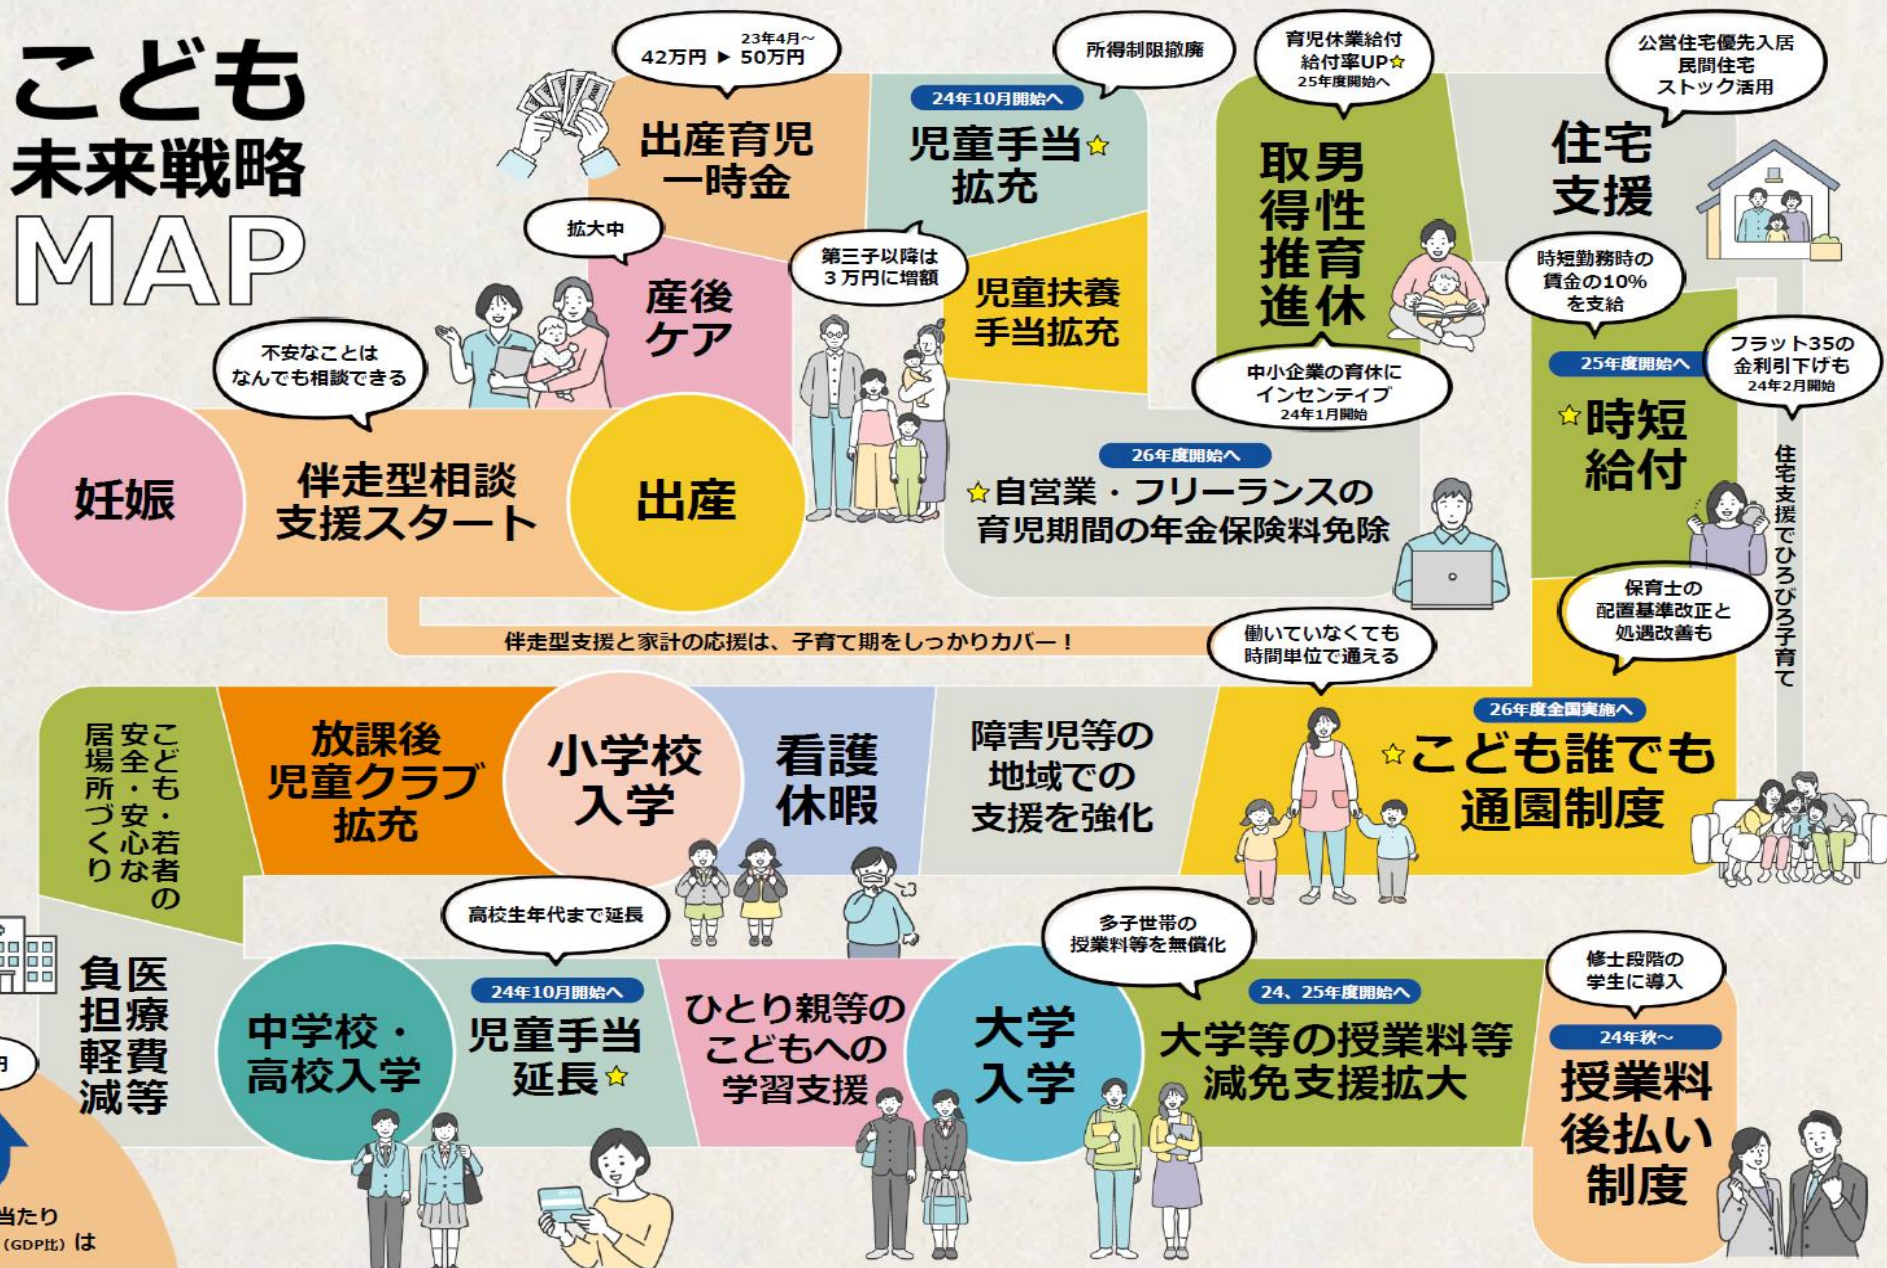 こども
未来戦略
MAP
23年4月～
42万円 ▶ 50万円
出産育児
一時金
所得制限撤廃
24年10月開始へ
児童手当☆
拡充
第三子以降は
3万円に増額
児童扶養
手当拡充
拡大中
産後
ケア
不安なことは
なんでも相談できる
妊娠
伴走型相談
支援スタート
出産
育児休業給付
給付率UP☆
25年度開始へ
男性育休
取得推進
中小企業の育休に
インセンティブ
24年1月開始
26年度開始へ
☆自営業・フリーランスの
育児期間の年金保険料免除
公営住宅優先入居
民間住宅
ストック活用
住宅
支援
時短勤務時の
賃金の10%
を支給
25年度開始へ
☆時短
給付
フラット35の
金利引下げも
24年2月開始
住宅支援でひろびろ子育て
伴走型支援と家計の応援は、子育て期をしっかりカバー！
保育士の
配置基準改正と
処遇改善も
働いていなくても
時間単位で通える
26年度全国実施へ
☆こども誰でも
通園制度
障害児等の
地域での
支援を強化
看護
休暇
小学校
入学
放課後
児童クラブ
拡充
こども・若者の
安全・安心な
居場所づくり
医療費等
負担軽減
中学校・
高校入学
高校生年代まで延長
24年10月開始へ
児童手当
延長☆
ひとり親等の
こどもへの
学習支援
大学
入学
多子世帯の
授業料等を無償化
24、25年度開始へ
大学等の授業料等
減免支援拡大
修士段階の
学生に導入
24年秋～
授業料
後払い
制度
円
当たり
（GDP比）は